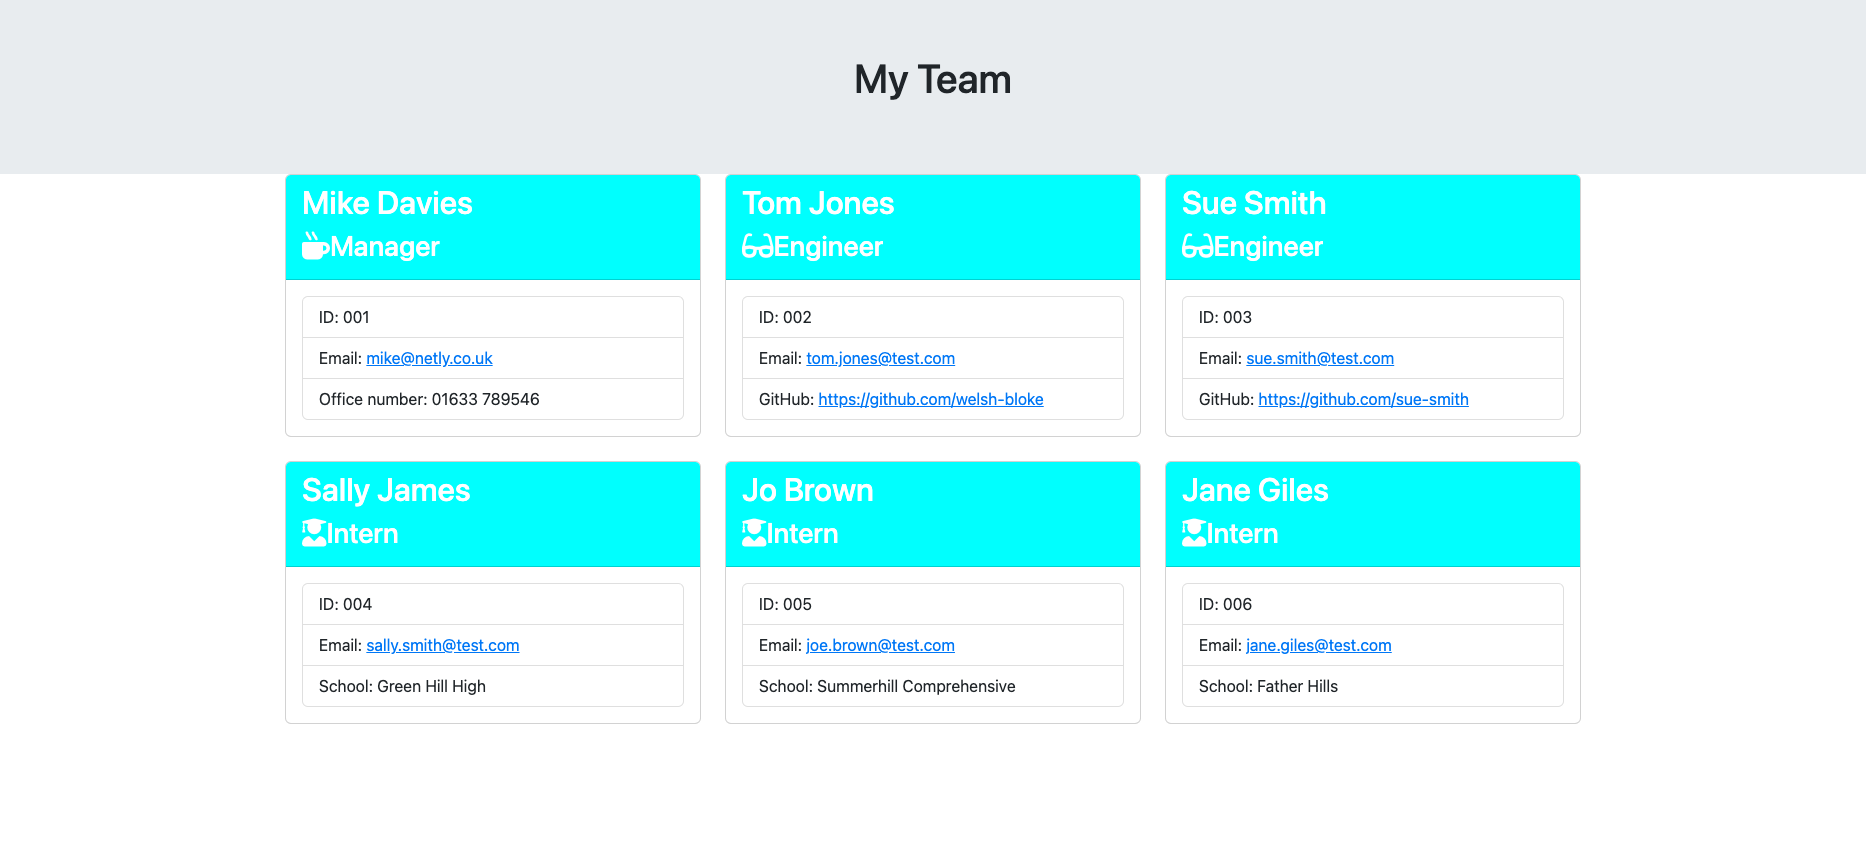 My Team
Mike Davies
Manager
ID: 001
Email: mike@netly.co.uk
Office number: 01633 789546
Tom Jones
Engineer
ID: 002
Email: tom.jones@test.com
GitHub: https://github.com/welsh-bloke
Sue Smith
Engineer
ID: 003
Email: sue.smith@test.com
GitHub: https://github.com/sue-smith
Sally James
Intern
ID: 004
Email: sally.smith@test.com
School: Green Hill High
Jo Brown
Intern
ID: 005
Email: joe.brown@test.com
School: Summerhill Comprehensive
Jane Giles
Intern
ID: 006
Email: jane.giles@test.com
School: Father Hills